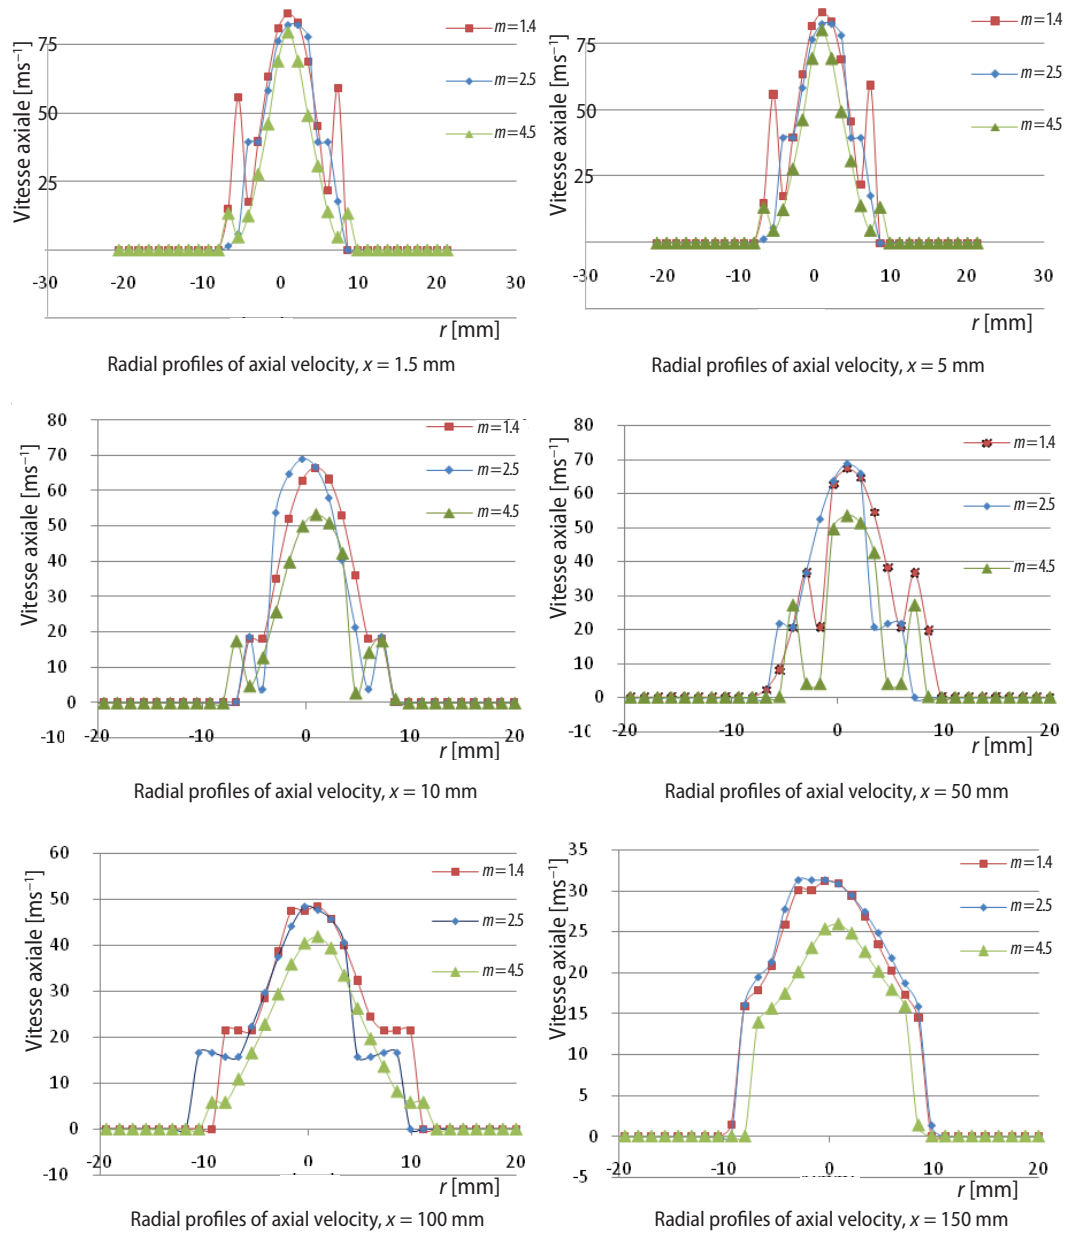 Vitesse axiale [ms⁻¹]
75
50
25
-30 -20 -10 0 10 20 30
r [mm]
m=1.4
m=2.5
m=4.5
Radial profiles of axial velocity, x = 1.5 mm
Vitesse axiale [ms⁻¹]
75
50
25
-30 -20 -10 0 10 20 30
r [mm]
m=1.4
m=2.5
m=4.5
Radial profiles of axial velocity, x = 5 mm
Vitesse axiale [ms⁻¹]
80
70
60
50
40
30
20
10
0
-10
-20 -10 0 10 20
r [mm]
m=1.4
m=2.5
m=4.5
Radial profiles of axial velocity, x = 10 mm
Vitesse axiale [ms⁻¹]
80
70
60
50
40
30
20
10
0
-20 -10 0 10 20
r [mm]
m=1.4
m=2.5
m=4.5
Radial profiles of axial velocity, x = 50 mm
Vitesse axiale [ms⁻¹]
60
50
40
30
20
10
0
-10
-20 -10 0 10 20
r [mm]
m=1.4
m=2.5
m=4.5
Radial profiles of axial velocity, x = 100 mm
Vitesse axiale [ms⁻¹]
35
30
25
20
15
10
5
0
-5
-20 -10 0 10 20
r [mm]
m=1.4
m=2.5
m=4.5
Radial profiles of axial velocity, x = 150 mm